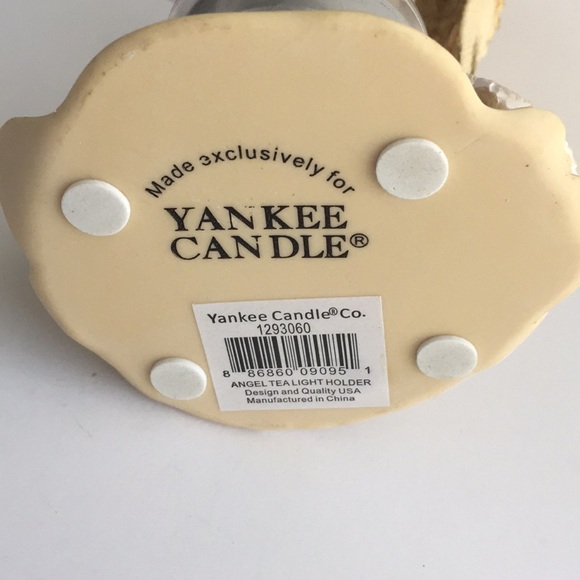 Made exclusively for
YANKEE
CANDLE®
Yankee Candle® Co.
1293060
8 86860 09095 1
ANGEL TEA LIGHT HOLDER
Design and Quality USA
Manufactured in China